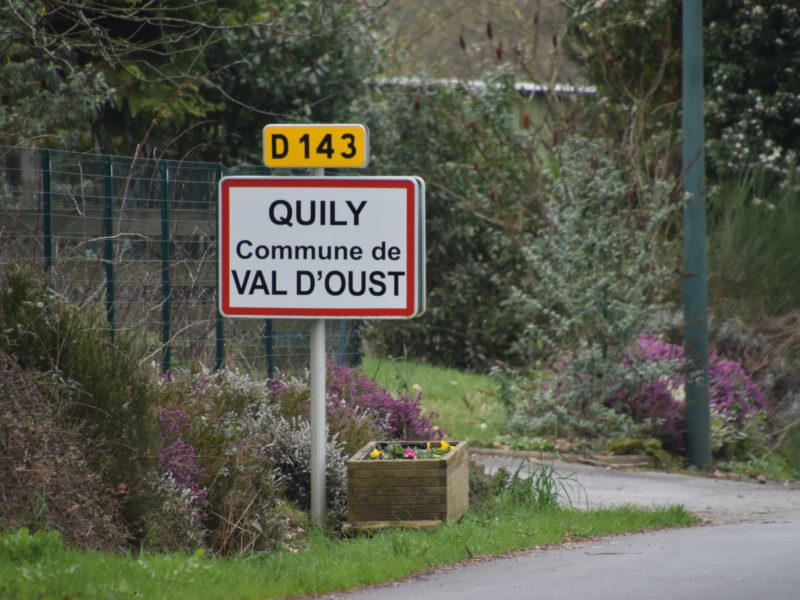 D 143
QUILY
Commune de
VAL D'OUST